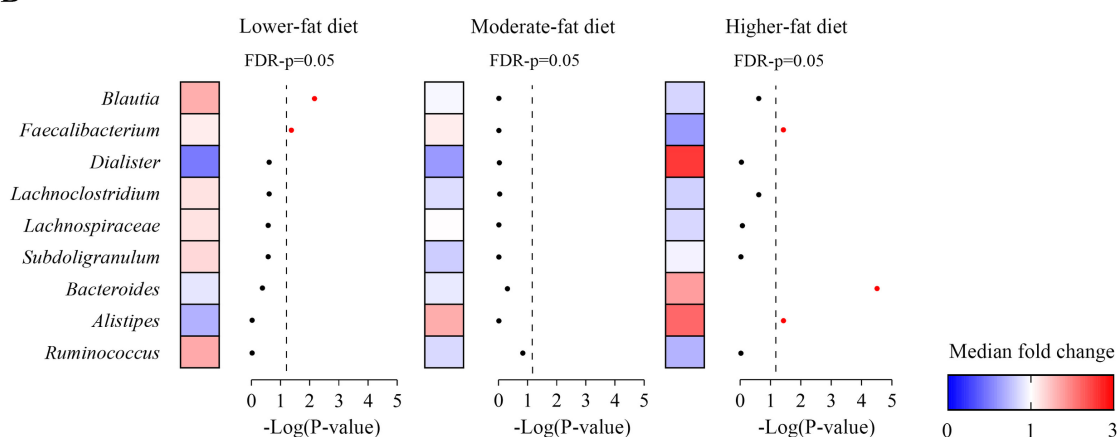 Lower-fat diet
Moderate-fat diet
Higher-fat diet
FDR-p=0.05
FDR-p=0.05
FDR-p=0.05
Blautia
Faecalibacterium
Dialister
Lachnoclostridium
Lachnospiraceae
Subdoligranulum
Bacteroides
Alistipes
Ruminococcus
0 1 2 3 4 5
0 1 2 3 4 5
0 1 2 3 4 5
-Log(P-value)
-Log(P-value)
-Log(P-value)
Median fold change
0 1 3